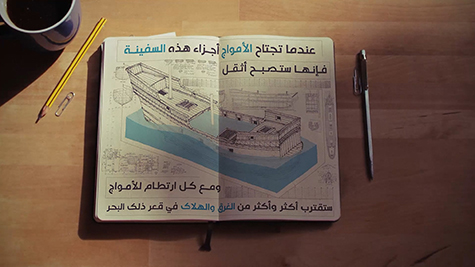 عندما تجتاح الأمواج أجزاء هذه السفينة
فإنها ستصبح أثقل
ومع كل ارتطام للأمواج
ستقترب أكثر وأكثر من الغرق والهلاك في قعر ذلك البحر